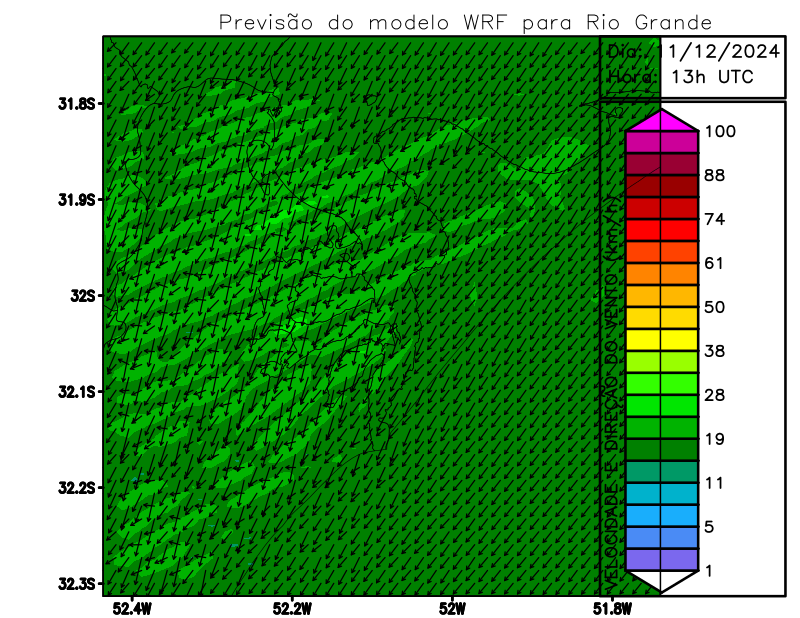 Previsão do modelo WRF para Rio Grande
Dia: 11/12/2024
Hora: 13h UTC
31.8S
31.9S
32S
32.1S
32.2S
32.3S
52.4W
52.2W
52W
51.8W
VELOCIDADE E DIREÇÃO DO VENTO (km/h)
100
88
74
61
50
38
28
19
11
5
1